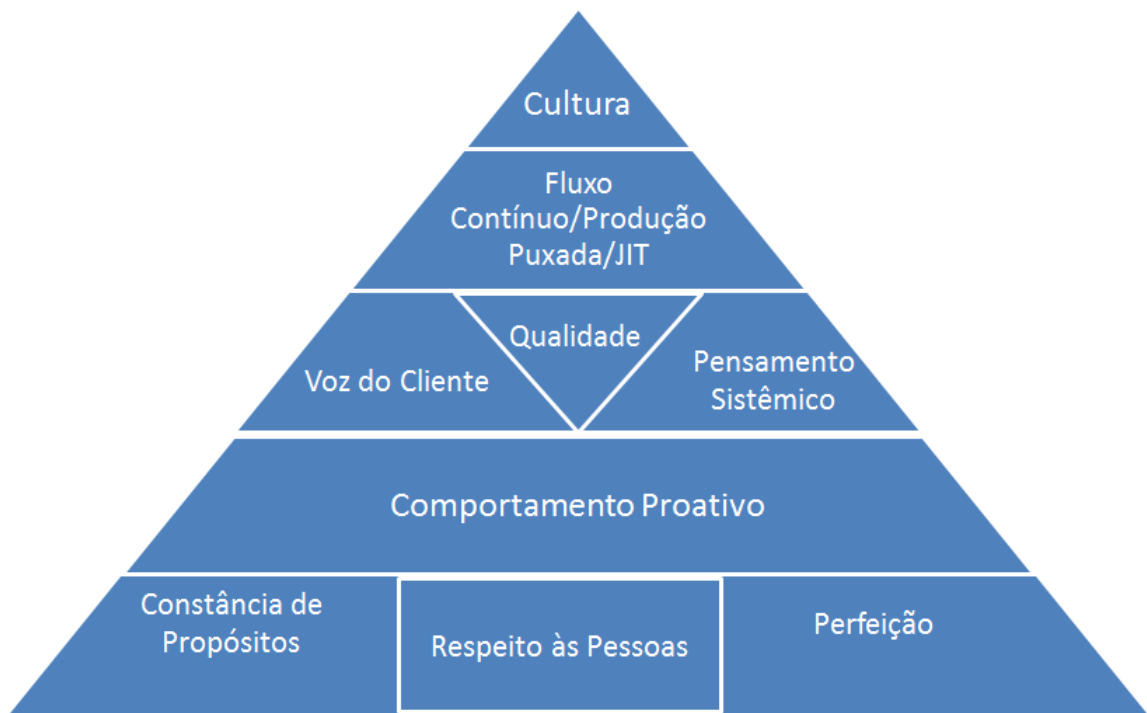 Cultura
Fluxo
Contínuo/Produção
Puxada/JIT
Qualidade
Voz do Cliente
Pensamento
Sistêmico
Comportamento Proativo
Constância de
Propósitos
Respeito às Pessoas
Perfeição